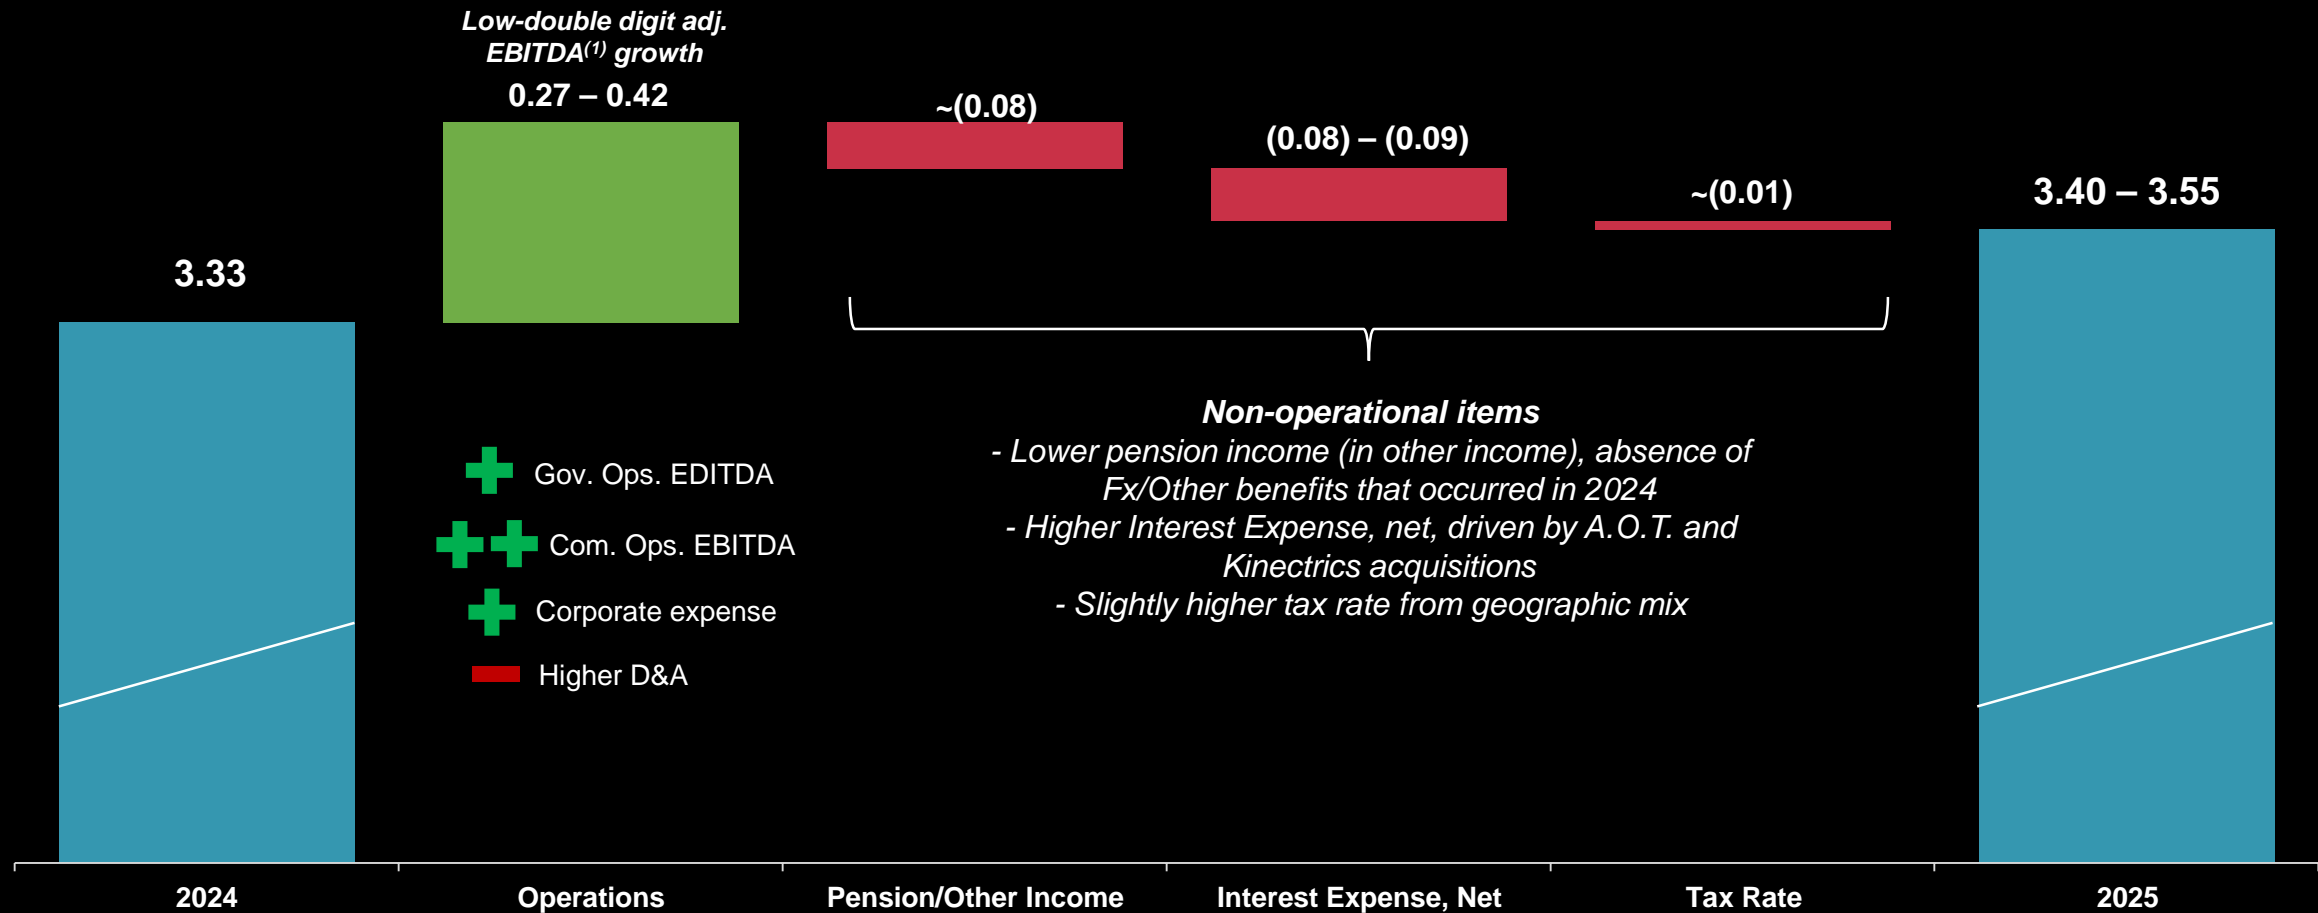 Low-double digit adj.
EBITDA(1) growth
0.27 – 0.42
~(0.08)
(0.08) – (0.09)
~(0.01)
3.40 – 3.55
3.33
Non-operational items
- Lower pension income (in other income), absence of
Fx/Other benefits that occurred in 2024
- Higher Interest Expense, net, driven by A.O.T. and
Kinectrics acquisitions
- Slightly higher tax rate from geographic mix
Gov. Ops. EDITDA
Com. Ops. EBITDA
Corporate expense
Higher D&A
2024
Operations
Pension/Other Income
Interest Expense, Net
Tax Rate
2025